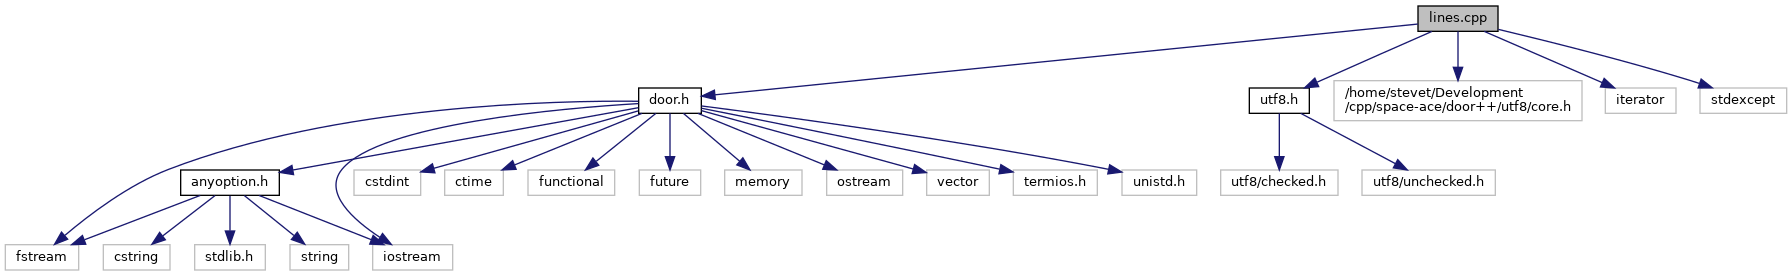 lines.cpp
door.h
utf8.h
/home/stevet/Development
/cpp/space-ace/door++/utf8/core.h
iterator
stdexcept
anyoption.h
cstdint
ctime
functional
future
memory
ostream
vector
termios.h
unistd.h
utf8/checked.h
utf8/unchecked.h
fstream
cstring
stdlib.h
string
iostream